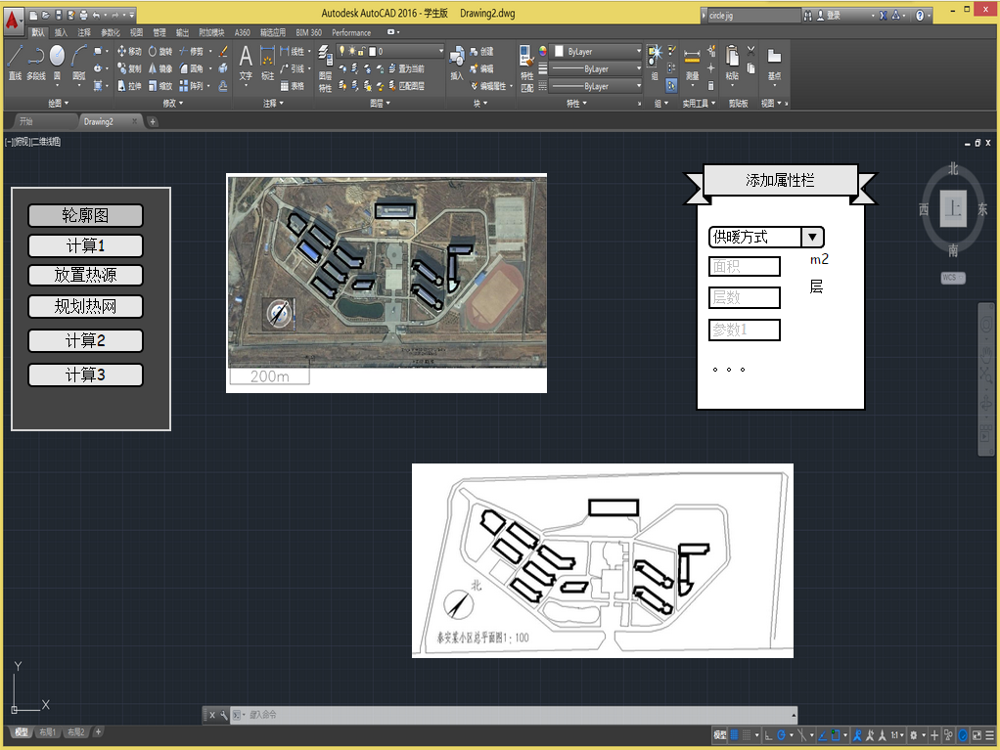 Autodesk AutoCAD 2016 - 学生版 Drawing2.dwg
circle jig
登录
默认 插入 注释 参数化 视图 管理 输出 附加模块 A360 精选应用 BIM 360 Performance
直线 多段线 圆 圆弧
移动 旋转 修剪
复制 镜像 圆角
拉伸 缩放 阵列
文字 标注
线性
引线
表格
图层特性
0
置为当前
匹配图层
插入
创建
编辑
编辑属性
特性匹配
ByLayer
ByLayer
ByLayer
组
测量
粘贴
基点
绘图 修改 注释 图层 块 特性 组 实用工具 剪贴板 视图
开始 Drawing2 +
[−][俯视][二维线框]
轮廓图
计算1
放置热源
规划热网
计算2
计算3
200m
添加属性栏
供暖方式
面积 m2
层数 层
参数1
。。。
北
西 上 东
南
WCS
北
泰安某小区总平面图1：100
Y
X
键入命令
模型 布局1 布局2 +
模型 1:1